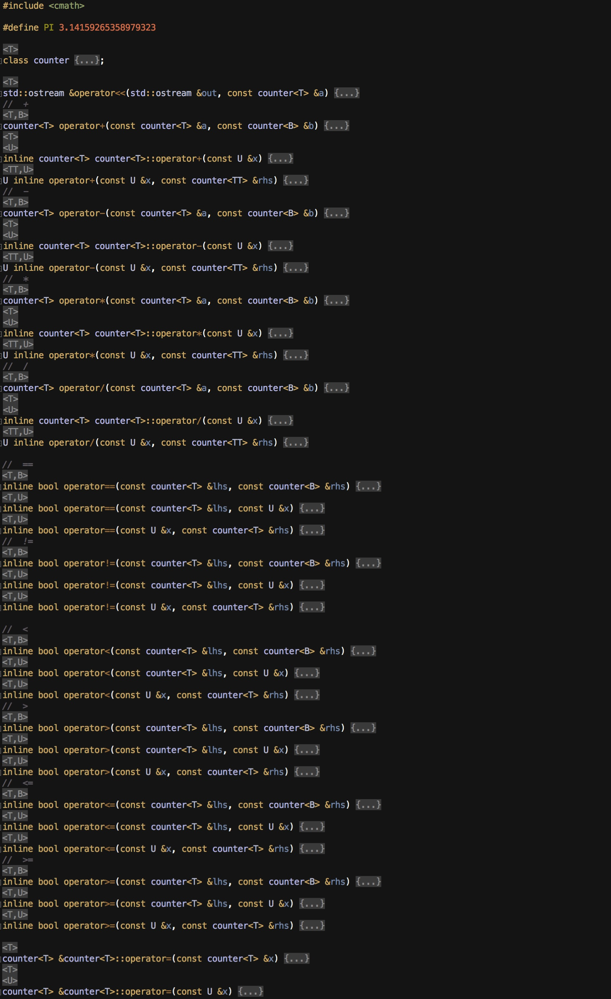 #include <cmath>
#define PI 3.14159265358979323
<T>
class counter {...};
<T>
std::ostream &operator<<(std::ostream &out, const counter<T> &a) {...}
//  +
<T,B>
counter<T> operator+(const counter<T> &a, const counter<B> &b) {...}
<T>
<U>
inline counter<T> counter<T>::operator+(const U &x) {...}
<TT,U>
U inline operator+(const U &x, const counter<TT> &rhs) {...}
//  -
<T,B>
counter<T> operator-(const counter<T> &a, const counter<B> &b) {...}
<T>
<U>
inline counter<T> counter<T>::operator-(const U &x) {...}
<TT,U>
U inline operator-(const U &x, const counter<TT> &rhs) {...}
//  *
<T,B>
counter<T> operator*(const counter<T> &a, const counter<B> &b) {...}
<T>
<U>
inline counter<T> counter<T>::operator*(const U &x) {...}
<TT,U>
U inline operator*(const U &x, const counter<TT> &rhs) {...}
//  /
<T,B>
counter<T> operator/(const counter<T> &a, const counter<B> &b) {...}
<T>
<U>
inline counter<T> counter<T>::operator/(const U &x) {...}
<TT,U>
U inline operator/(const U &x, const counter<TT> &rhs) {...}
//  ==
<T,B>
inline bool operator==(const counter<T> &lhs, const counter<B> &rhs) {...}
<T,U>
inline bool operator==(const counter<T> &lhs, const U &x) {...}
<T,U>
inline bool operator==(const U &x, const counter<T> &rhs) {...}
//  !=
<T,B>
inline bool operator!=(const counter<T> &lhs, const counter<B> &rhs) {...}
<T,U>
inline bool operator!=(const counter<T> &lhs, const U &x) {...}
<T,U>
inline bool operator!=(const U &x, const counter<T> &rhs) {...}
//  <
<T,B>
inline bool operator<(const counter<T> &lhs, const counter<B> &rhs) {...}
<T,U>
inline bool operator<(const counter<T> &lhs, const U &x) {...}
<T,U>
inline bool operator<(const U &x, const counter<T> &rhs) {...}
//  >
<T,B>
inline bool operator>(const counter<T> &lhs, const counter<B> &rhs) {...}
<T,U>
inline bool operator>(const counter<T> &lhs, const U &x) {...}
<T,U>
inline bool operator>(const U &x, const counter<T> &rhs) {...}
//  <=
<T,B>
inline bool operator<=(const counter<T> &lhs, const counter<B> &rhs) {...}
<T,U>
inline bool operator<=(const counter<T> &lhs, const U &x) {...}
<T,U>
inline bool operator<=(const U &x, const counter<T> &rhs) {...}
//  >=
<T,B>
inline bool operator>=(const counter<T> &lhs, const counter<B> &rhs) {...}
<T,U>
inline bool operator>=(const counter<T> &lhs, const U &x) {...}
<T,U>
inline bool operator>=(const U &x, const counter<T> &rhs) {...}
<T>
counter<T> &counter<T>::operator=(const counter<T> &x) {...}
<T>
<U>
counter<T> &counter<T>::operator=(const U &x) {...}